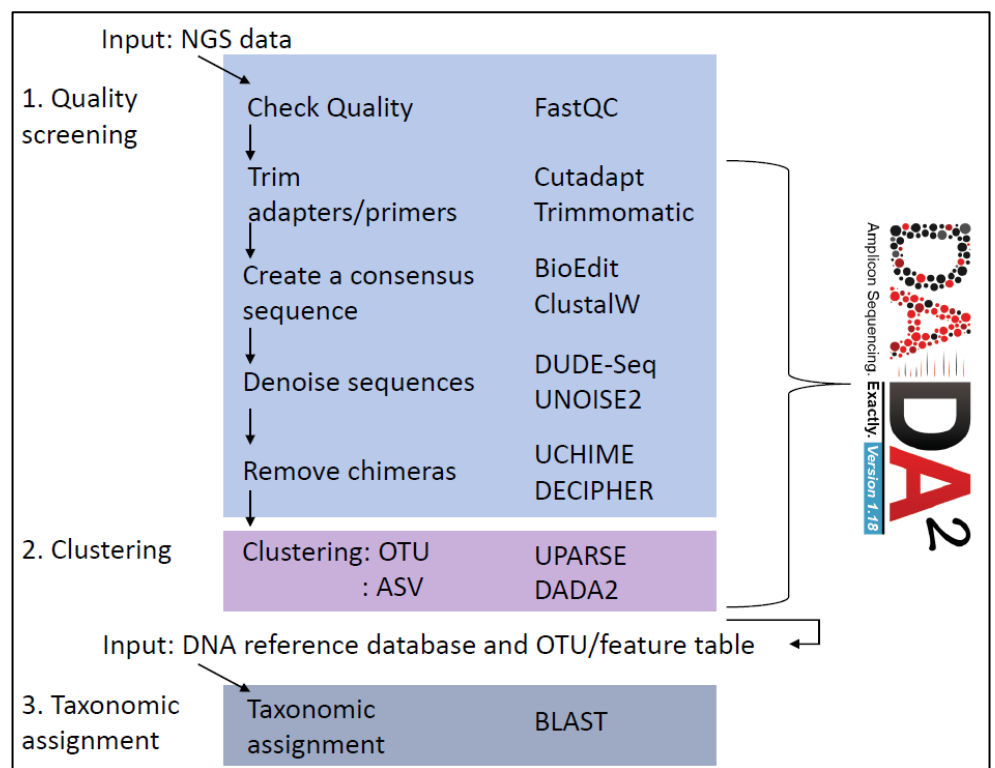 Input: NGS data
1. Quality
screening
Check Quality
FastQC
Trim
adapters/primers
Cutadapt
Trimmomatic
Create a consensus
sequence
BioEdit
ClustalW
Denoise sequences
DUDE-Seq
UNOISE2
Remove chimeras
UCHIME
DECIPHER
2. Clustering
Clustering: OTU
: ASV
UPARSE
DADA2
DADA2
Amplicon Sequencing. Exactly. Version 1.18
Input: DNA reference database and OTU/feature table
3. Taxonomic
assignment
Taxonomic
assignment
BLAST